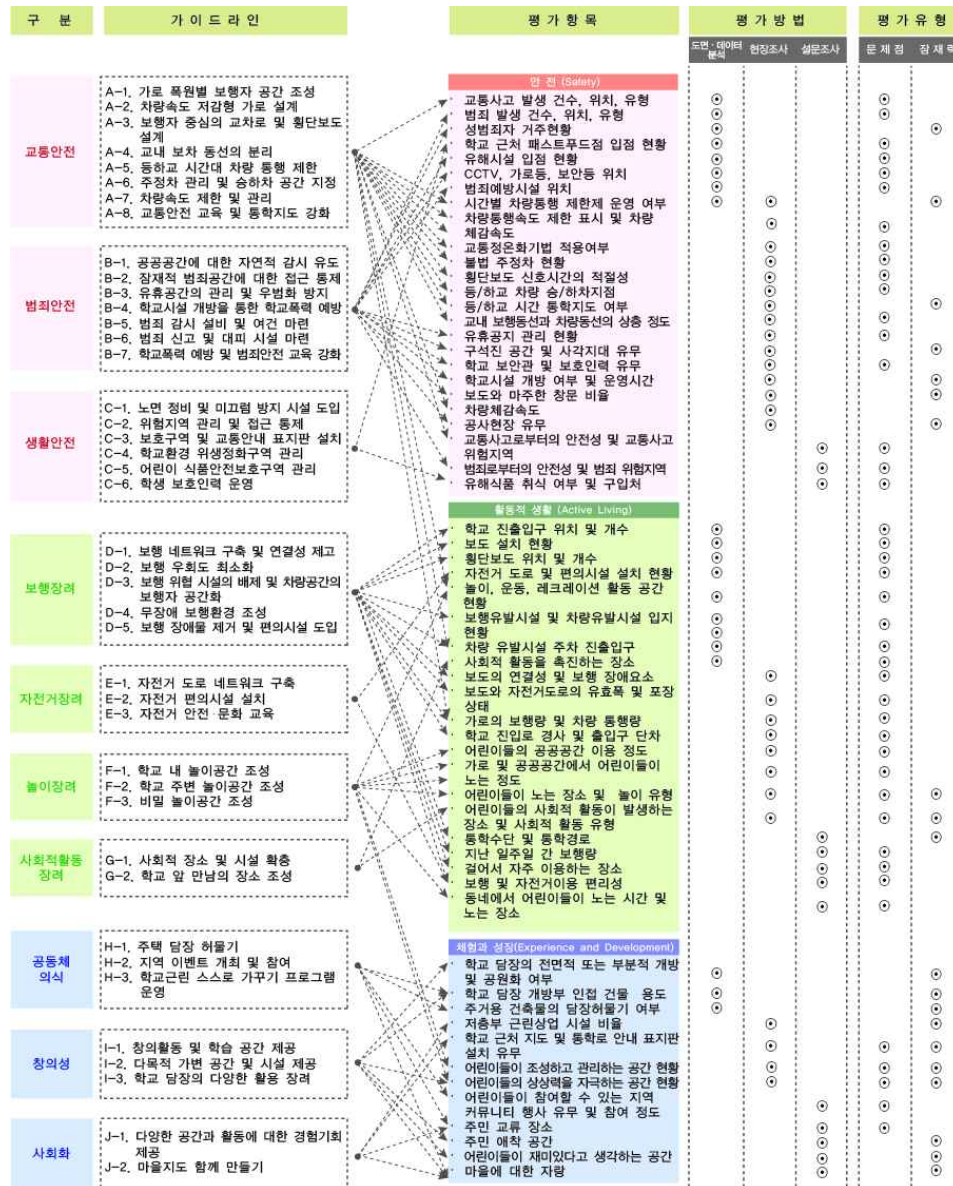 구 분
가 이 드 라 인
평 가 항 목
평 가 방 법
평 가 유 형
도면·데이터
분석
현장조사
설문조사
문 제 점
잠 재 력
교통안전
A-1. 가로 폭원별 보행자 공간 조성
A-2. 차량속도 저감형 가로 설계
A-3. 보행자 중심의 교차로 및 횡단보도
설계
A-4. 교내 보차 동선의 분리
A-5. 등하교 시간대 차량 통행 제한
A-6. 주정차 관리 및 승하차 공간 지정
A-7. 차량속도 제한 및 관리
A-8. 교통안전 교육 및 통학지도 강화
범죄안전
B-1. 공공공간에 대한 자연적 감시 유도
B-2. 잠재적 범죄공간에 대한 접근 통제
B-3. 유휴공간의 관리 및 우범화 방지
B-4. 학교시설 개방을 통한 학교폭력 예방
B-5. 범죄 감시 설비 및 여건 마련
B-6. 범죄 신고 및 대피 시설 마련
B-7. 학교폭력 예방 및 범죄안전 교육 강화
생활안전
C-1. 노면 정비 및 미끄럼 방지 시설 도입
C-2. 위험지역 관리 및 접근 통제
C-3. 보호구역 및 교통안내 표지판 설치
C-4. 학교환경 위생정화구역 관리
C-5. 어린이 식품안전보호구역 관리
C-6. 학생 보호인력 운영
보행장려
D-1. 보행 네트워크 구축 및 연결성 제고
D-2. 보행 우회도 최소화
D-3. 보행 위협 시설의 배제 및 차량공간의
보행자 공간화
D-4. 무장애 보행환경 조성
D-5. 보행 장애물 제거 및 편의시설 도입
자전거장려
E-1. 자전거 도로 네트워크 구축
E-2. 자전거 편의시설 설치
E-3. 자전거 안전·문화 교육
놀이장려
F-1. 학교 내 놀이공간 조성
F-2. 학교 주변 놀이공간 조성
F-3. 비밀 놀이공간 조성
사회적활동
장려
G-1. 사회적 장소 및 시설 확충
G-2. 학교 앞 만남의 장소 조성
공동체
의식
H-1. 주택 담장 허물기
H-2. 지역 이벤트 개최 및 참여
H-3. 학교근린 스스로 가꾸기 프로그램
운영
창의성
I-1. 창의활동 및 학습 공간 제공
I-2. 다목적 가변 공간 및 시설 제공
I-3. 학교 담장의 다양한 활용 장려
사회화
J-1. 다양한 공간과 활동에 대한 경험기회
제공
J-2. 마을지도 함께 만들기
안 전 (Safety)
· 교통사고 발생 건수, 위치, 유형
· 범죄 발생 건수, 위치, 유형
· 성범죄자 거주현황
· 학교 근처 패스트푸드점 입점 현황
· 유해시설 입점 현황
· CCTV, 가로등, 보안등 위치
· 범죄예방시설 위치
· 시간별 차량통행 제한제 운영 여부
· 차량통행속도 제한 표시 및 차량
체감속도
· 교통정온화기법 적용여부
· 불법 주정차 현황
· 횡단보도 신호시간의 적절성
· 등/하교 차량 승/하차지점
· 등/하교 시간 통학지도 여부
· 교내 보행동선과 차량동선의 상충 정도
· 유휴공지 관리 현황
· 구석진 공간 및 사각지대 유무
· 학교 보안관 및 보호인력 유무
· 학교시설 개방 여부 및 운영시간
· 보도와 마주한 창문 비율
· 차량체감속도
· 공사현장 유무
· 교통사고로부터의 안전성 및 교통사고
위험지역
· 범죄로부터의 안전성 및 범죄 위험지역
· 유해식품 취식 여부 및 구입처
활동적 생활 (Active Living)
· 학교 진출입구 위치 및 개수
· 보도 설치 현황
· 횡단보도 위치 및 개수
· 자전거 도로 및 편의시설 설치 현황
· 놀이, 운동, 레크레이션 활동 공간
현황
· 보행유발시설 및 차량유발시설 입지
현황
· 차량 유발시설 주차 진출입구
· 사회적 활동을 촉진하는 장소
· 보도의 연결성 및 보행 장애요소
· 보도와 자전거도로의 유효폭 및 포장
상태
· 가로의 보행량 및 차량 통행량
· 학교 진입로 경사 및 출입구 단차
· 어린이들의 공공공간 이용 정도
· 가로 및 공공공간에서 어린이들이
노는 정도
· 어린이들이 노는 장소 및 놀이 유형
· 어린이들의 사회적 활동이 발생하는
장소 및 사회적 활동 유형
· 통학수단 및 통학경로
· 지난 일주일 간 보행량
· 걸어서 자주 이용하는 장소
· 보행 및 자전거이용 편리성
· 동네에서 어린이들이 노는 시간 및
노는 장소
체험과 성장(Experience and Development)
· 학교 담장의 전면적 또는 부분적 개방
및 공원화 여부
· 학교 담장 개방부 인접 건물 용도
· 주거용 건축물의 담장허물기 여부
· 저층부 근린상업 시설 비율
· 학교 근처 지도 및 통학로 안내 표지판
설치 유무
· 어린이들이 조성하고 관리하는 공간 현황
· 어린이들의 상상력을 자극하는 공간 현황
· 어린이들이 참여할 수 있는 지역
커뮤니티 행사 유무 및 참여 정도
· 주민 교류 장소
· 주민 애착 공간
· 어린이들이 재미있다고 생각하는 공간
· 마을에 대한 자랑